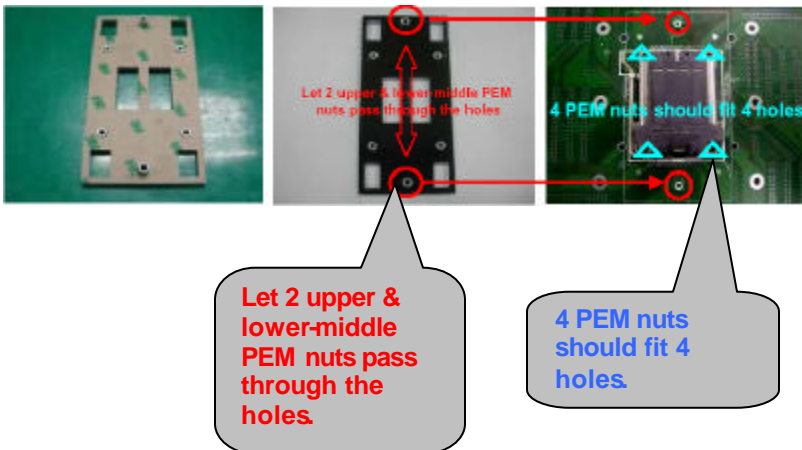 Let 2 upper & lower-middle PEM
nuts pass through the holes
4 PEM nuts should fit 4 holes
Let 2 upper &
lower-middle
PEM nuts pass
through the
holes.
4 PEM nuts
should fit 4
holes.